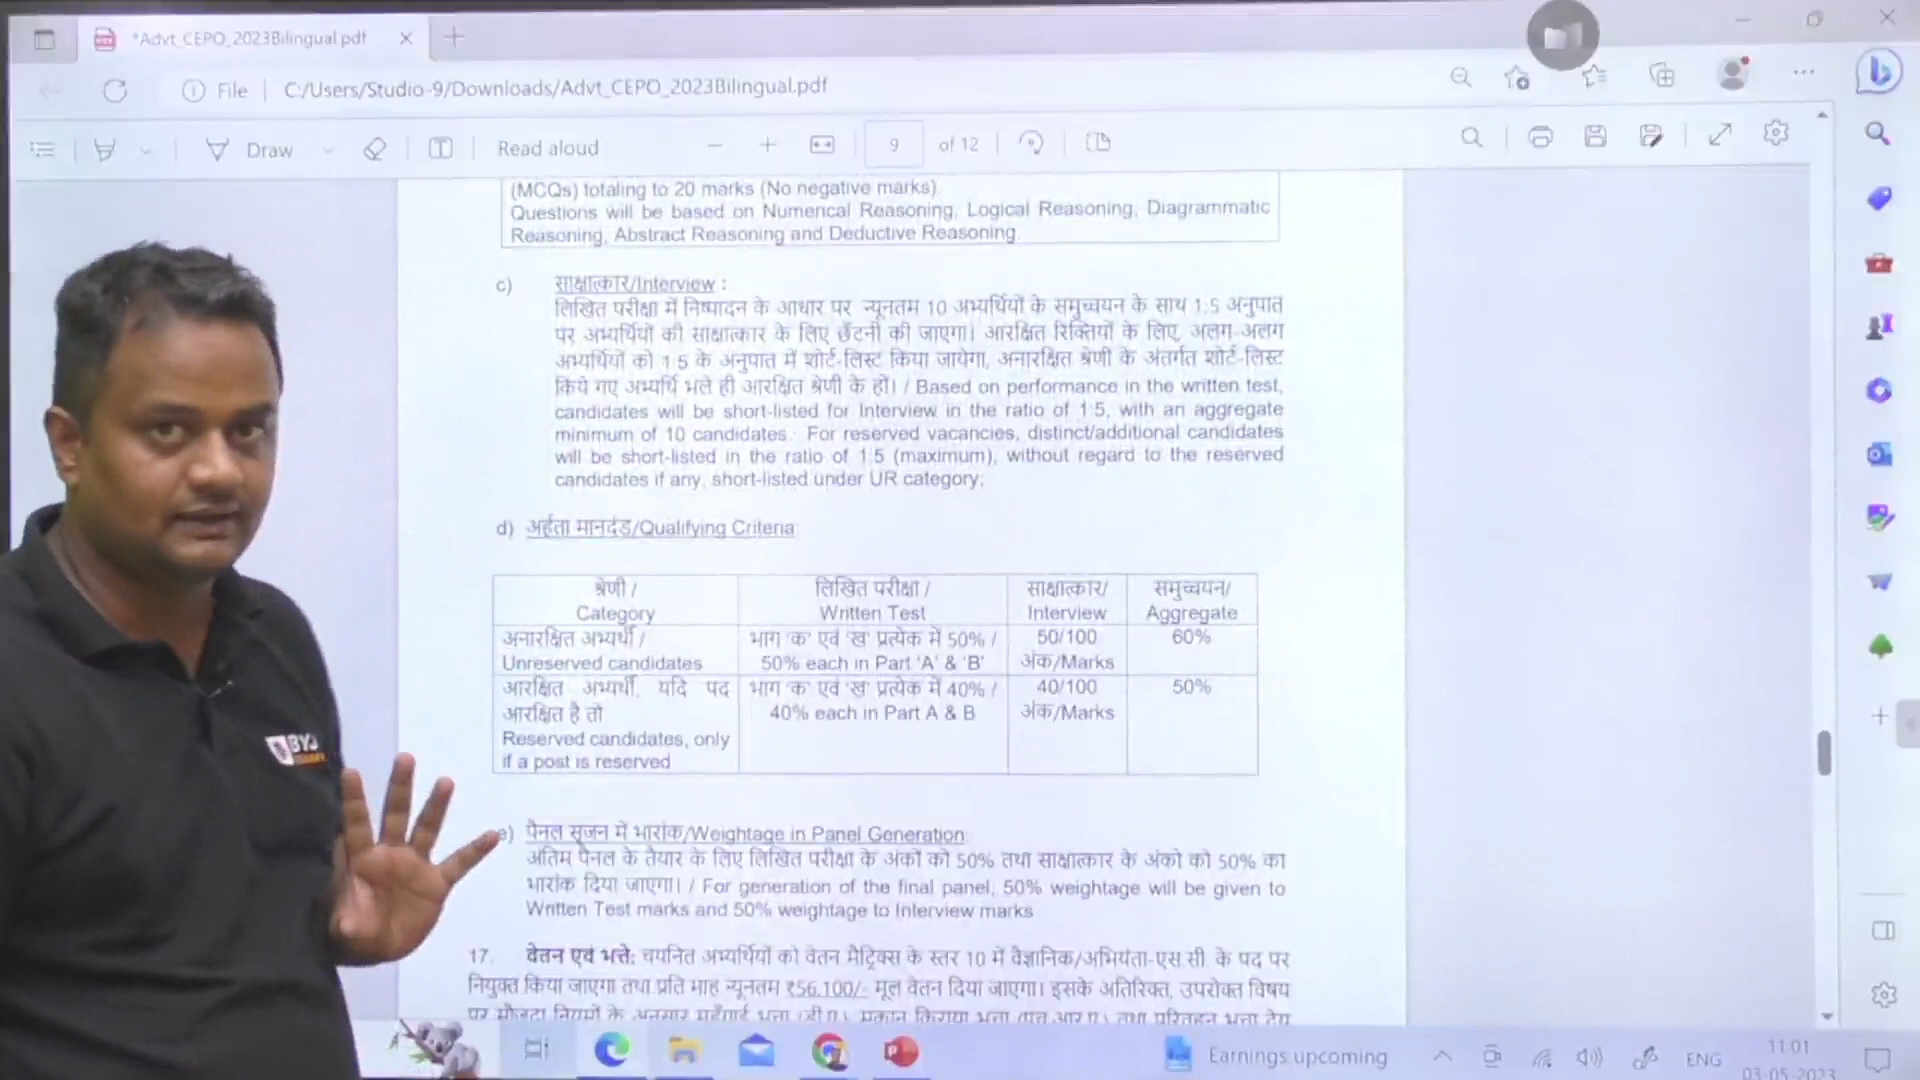 *Advt_CEPO_2023Bilingual.pdf
File
C:/Users/Studio-9/Downloads/Advt_CEPO_2023Bilingual.pdf
Draw
Read aloud
9 of 12
(MCQs) totaling to 20 marks (No negative marks)
Questions will be based on Numerical Reasoning, Logical Reasoning, Diagrammatic
Reasoning, Abstract Reasoning and Deductive Reasoning.
c) साक्षात्कार/Interview :
लिखित परीक्षा में निष्पादन के आधार पर न्यूनतम 10 अभ्यर्थियों के समुच्चयन के साथ 1:5 अनुपात
पर अभ्यर्थियों की साक्षात्कार के लिए छँटनी की जाएगा। आरक्षित रिक्तियों के लिए, अलग-अलग
अभ्यर्थियों को 1:5 के अनुपात में शोर्ट-लिस्ट किया जायेगा, अनारक्षित श्रेणी के अंतर्गत शोर्ट-लिस्ट
किये गए अभ्यर्थि भले ही आरक्षित श्रेणी के हों। / Based on performance in the written test,
candidates will be short-listed for Interview in the ratio of 1:5, with an aggregate
minimum of 10 candidates. For reserved vacancies, distinct/additional candidates
will be short-listed in the ratio of 1:5 (maximum), without regard to the reserved
candidates if any, short-listed under UR category;
d) अर्हता मानदंड/Qualifying Criteria
श्रेणी / लिखित परीक्षा / साक्षात्कार/ समुच्चयन/
Category Written Test Interview Aggregate
अनारक्षित अभ्यर्थी / भाग 'क' एवं 'ख' प्रत्येक में 50% / 50/100 60%
Unreserved candidates 50% each in Part 'A' & 'B' अंक/Marks
आरक्षित अभ्यर्थी, यदि पद भाग 'क' एवं 'ख' प्रत्येक में 40% / 40/100 50%
आरक्षित है तो 40% each in Part A & B अंक/Marks
Reserved candidates, only
if a post is reserved
e) पैनल सृजन में भारांक/Weightage in Panel Generation:
अंतिम पैनल के तैयार के लिए लिखित परीक्षा के अंकों को 50% तथा साक्षात्कार के अंको को 50% का
भारांक दिया जाएगा। / For generation of the final panel, 50% weightage will be given to
Written Test marks and 50% weightage to Interview marks
17. वेतन एवं भत्ते: चयनित अभ्यर्थियों को वेतन मैट्रिक्स के स्तर 10 में वैज्ञानिक/अभियंता-एस.सी. के पद पर
नियुक्त किया जाएगा तथा प्रति माह न्यूनतम ₹56,100/- मूल वेतन दिया जाएगा। इसके अतिरिक्त, उपरोक्त विषय
BYJ
Earnings upcoming
ENG
11:01
03-05-2023